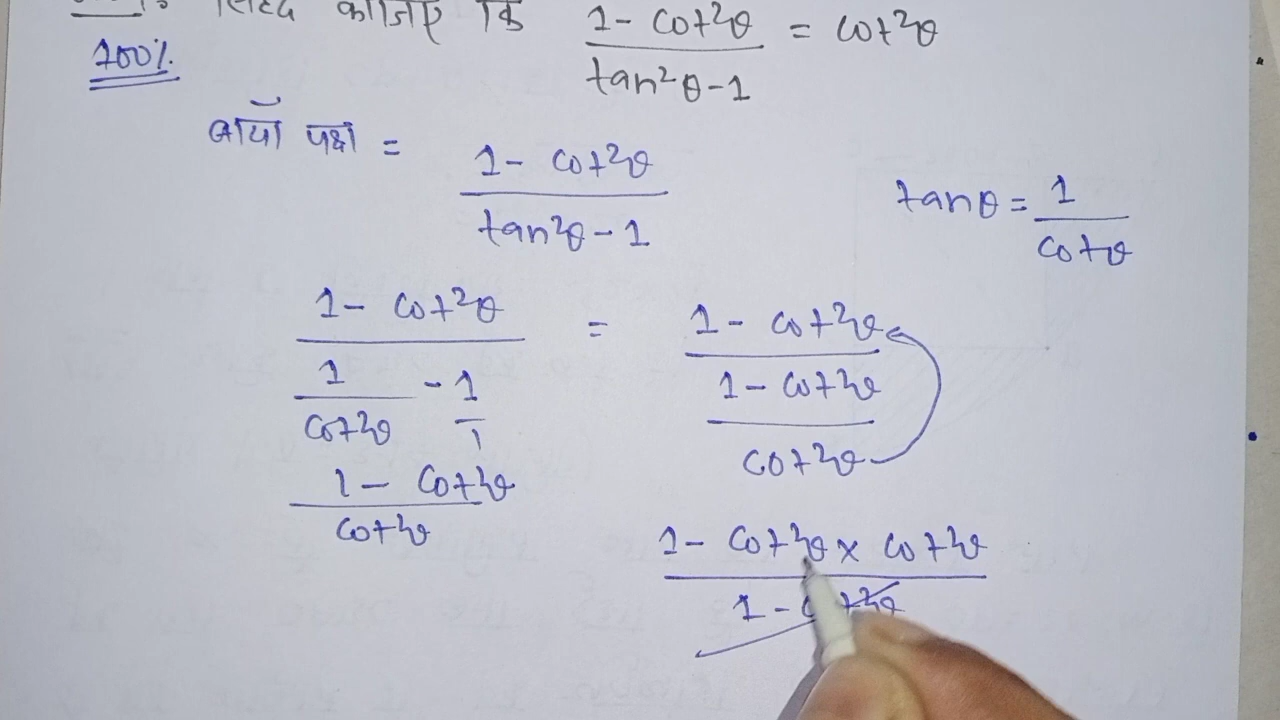 सिद्ध कीजिए कि 1 - cot²θ / tan²θ - 1 = cot²θ
100%
बायाँ पक्ष = 1 - cot²θ / tan²θ - 1
tanθ = 1 / cotθ
1 - cot²θ / 1 / cot²θ - 1 / 1 = 1 - cot²θ / 1 - cot²θ / cot²θ
1 - cot²θ / cot²θ
1 - cot²θ × cot²θ / 1 - cot²θ